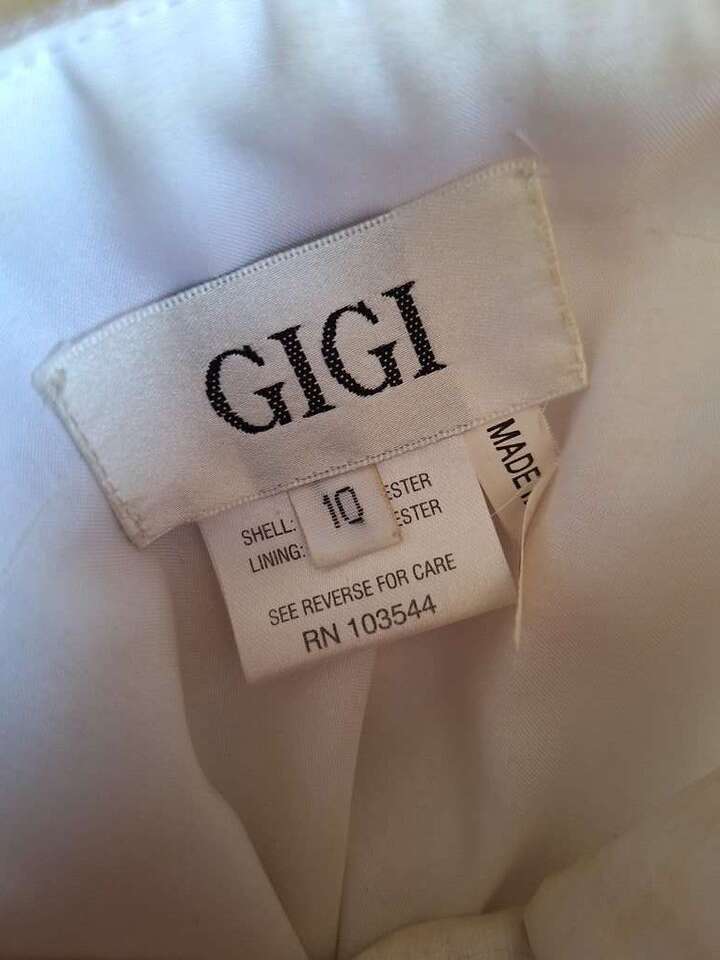 GIGI
10
SHELL: ESTER
LINING: ESTER
SEE REVERSE FOR CARE
RN 103544
MADE